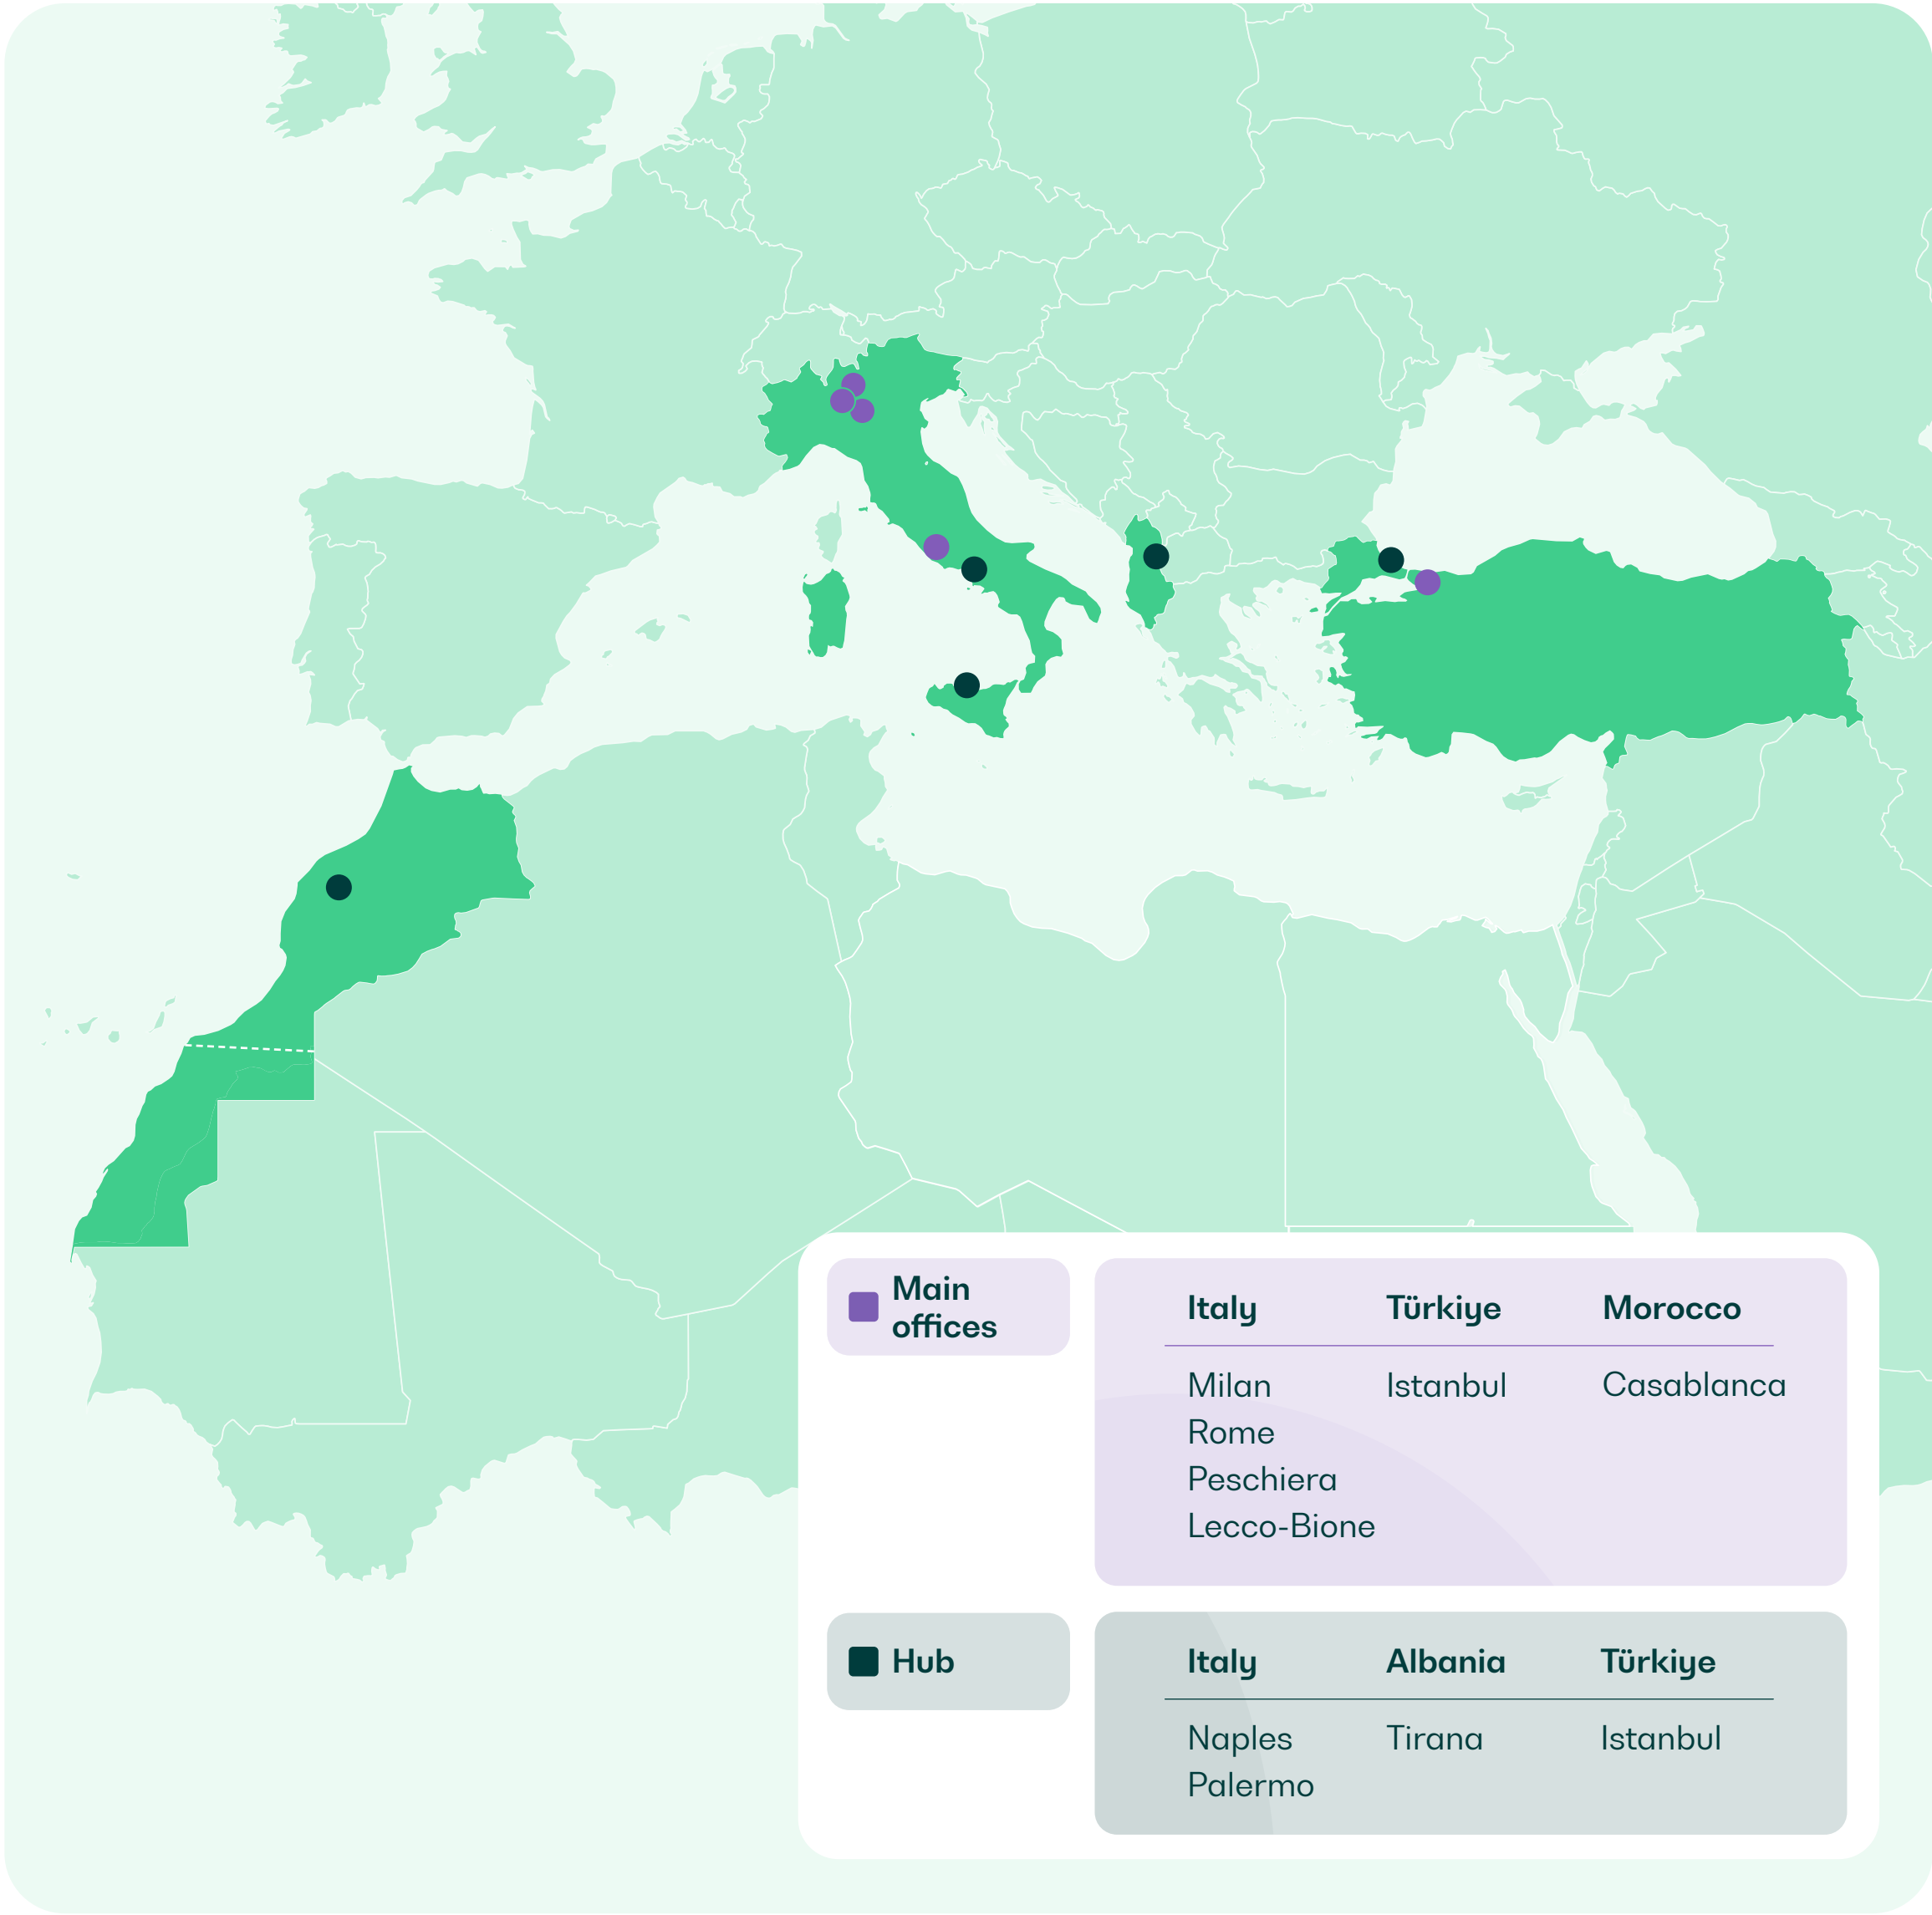 Main
offices
Italy Türkiye Morocco
Milan Istanbul Casablanca
Rome
Peschiera
Lecco-Bione
Hub
Italy Albania Türkiye
Naples Tirana Istanbul
Palermo